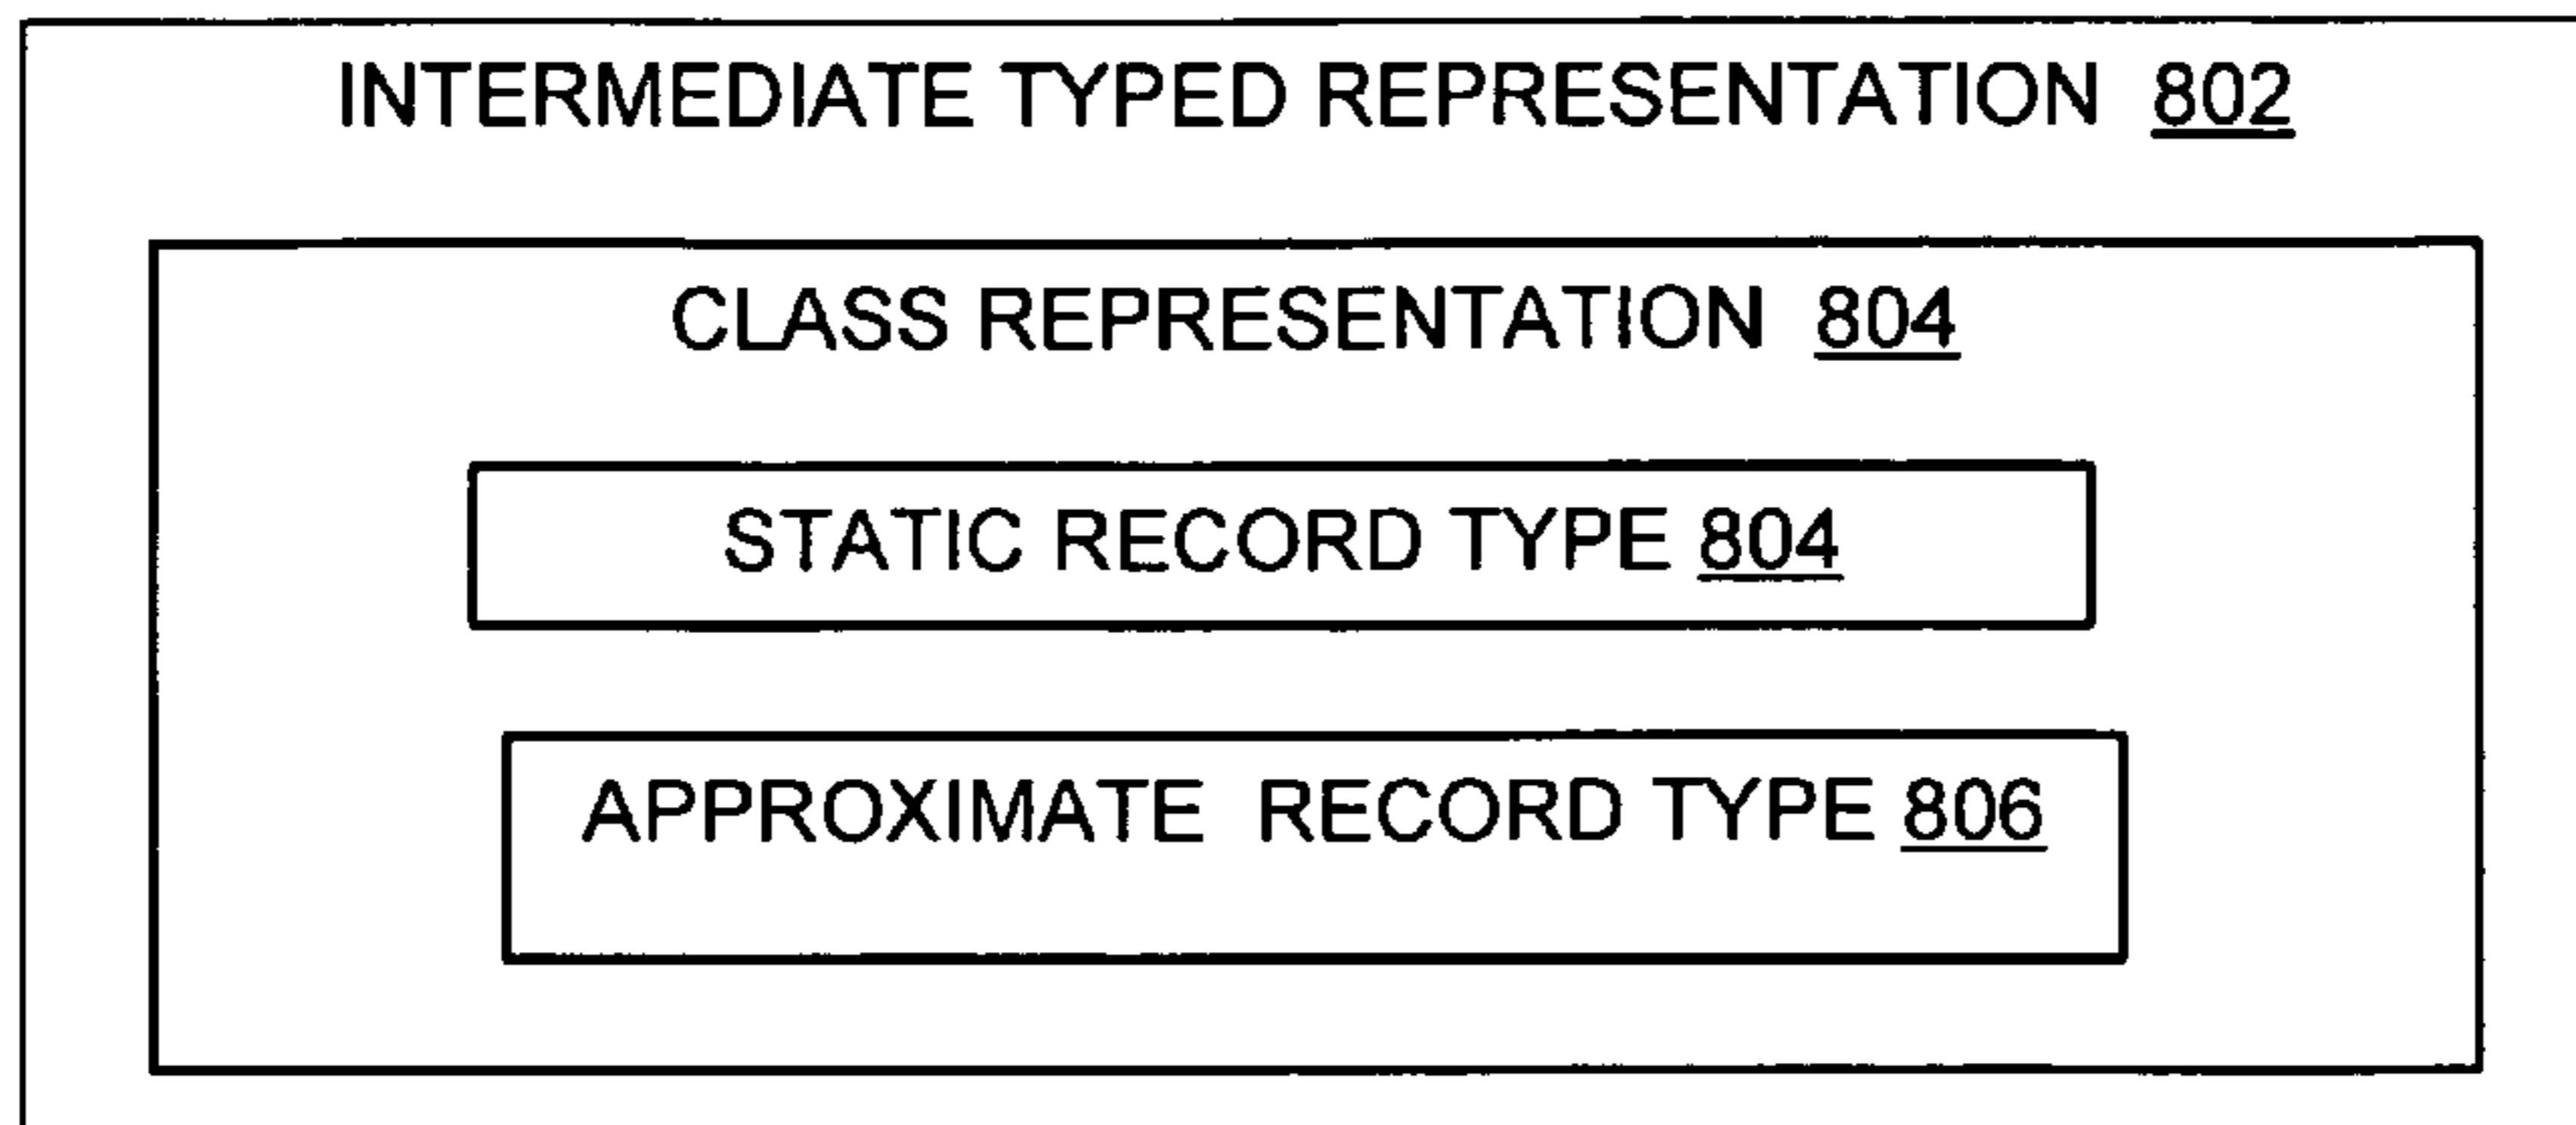 INTERMEDIATE TYPED REPRESENTATION 802
CLASS REPRESENTATION 804
STATIC RECORD TYPE 804
APPROXIMATE RECORD TYPE 806